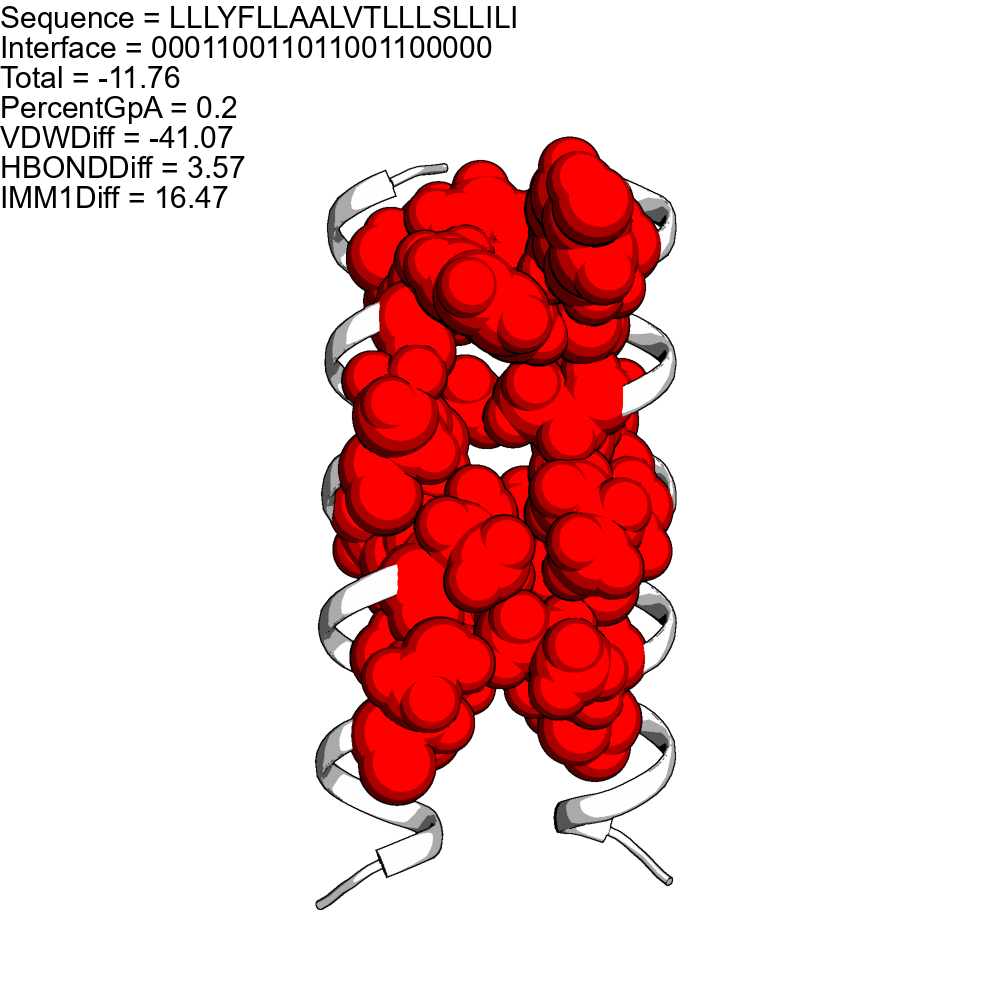 Sequence = LLLYFLLAALVTLLLSLLILI
Interface = 000110011011001100000
Total = -11.76
PercentGpA = 0.2
VDWDiff = -41.07
HBONDDiff = 3.57
IMM1Diff = 16.47